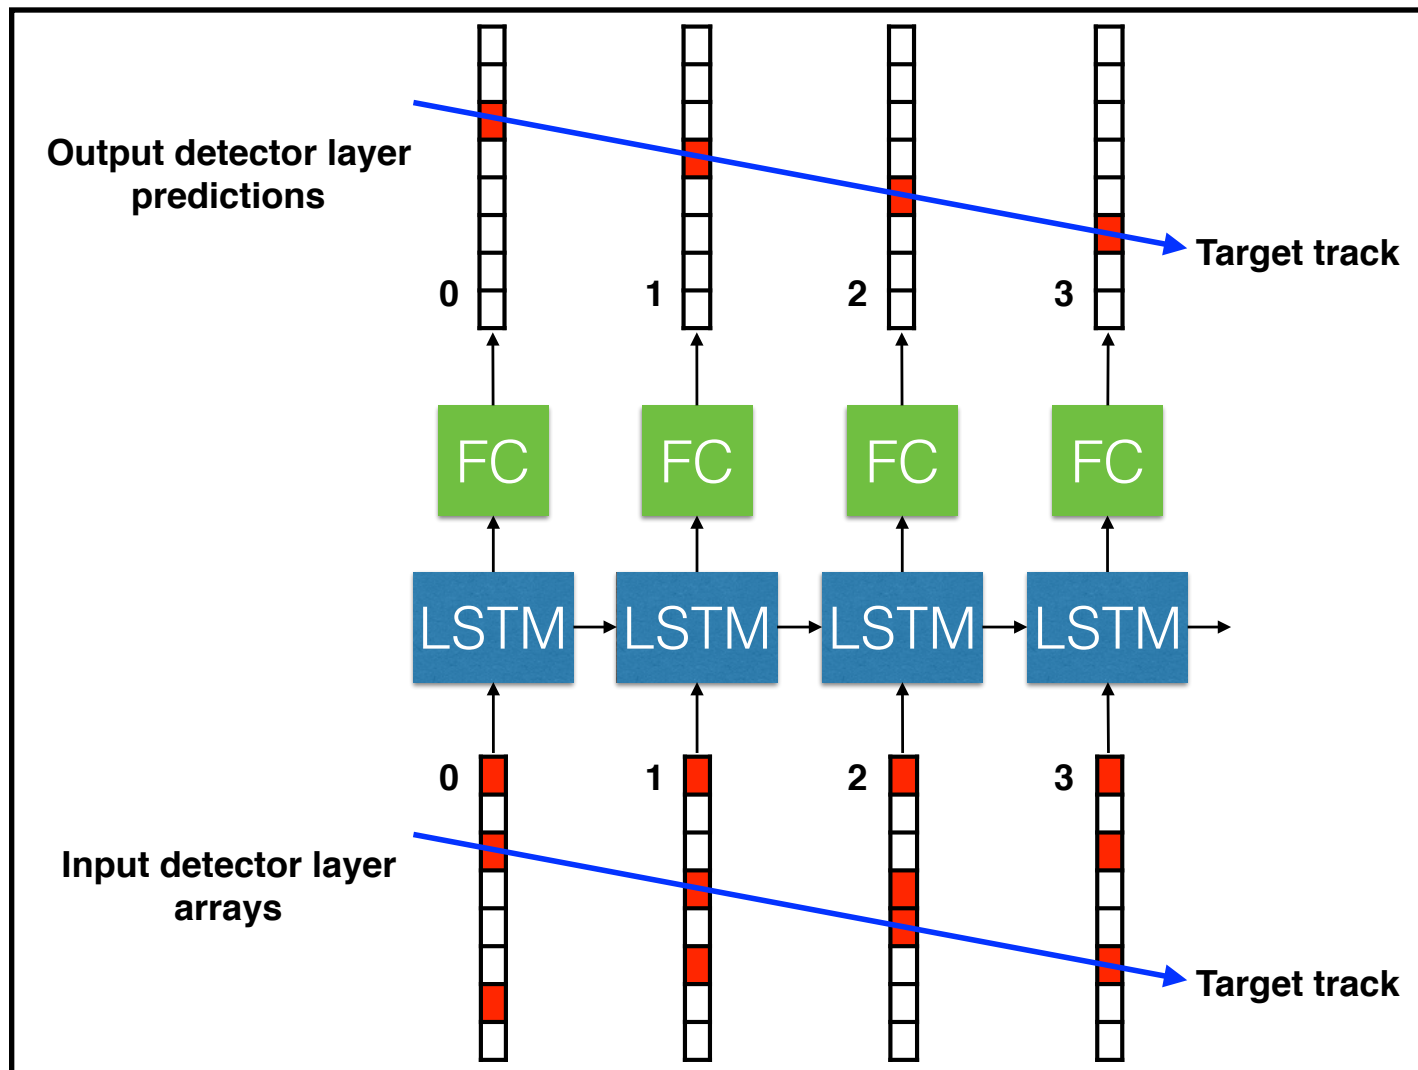 Output detector layer
predictions
Target track
0 1 2 3
FC FC FC FC
LSTM LSTM LSTM LSTM
0 1 2 3
Input detector layer
arrays
Target track